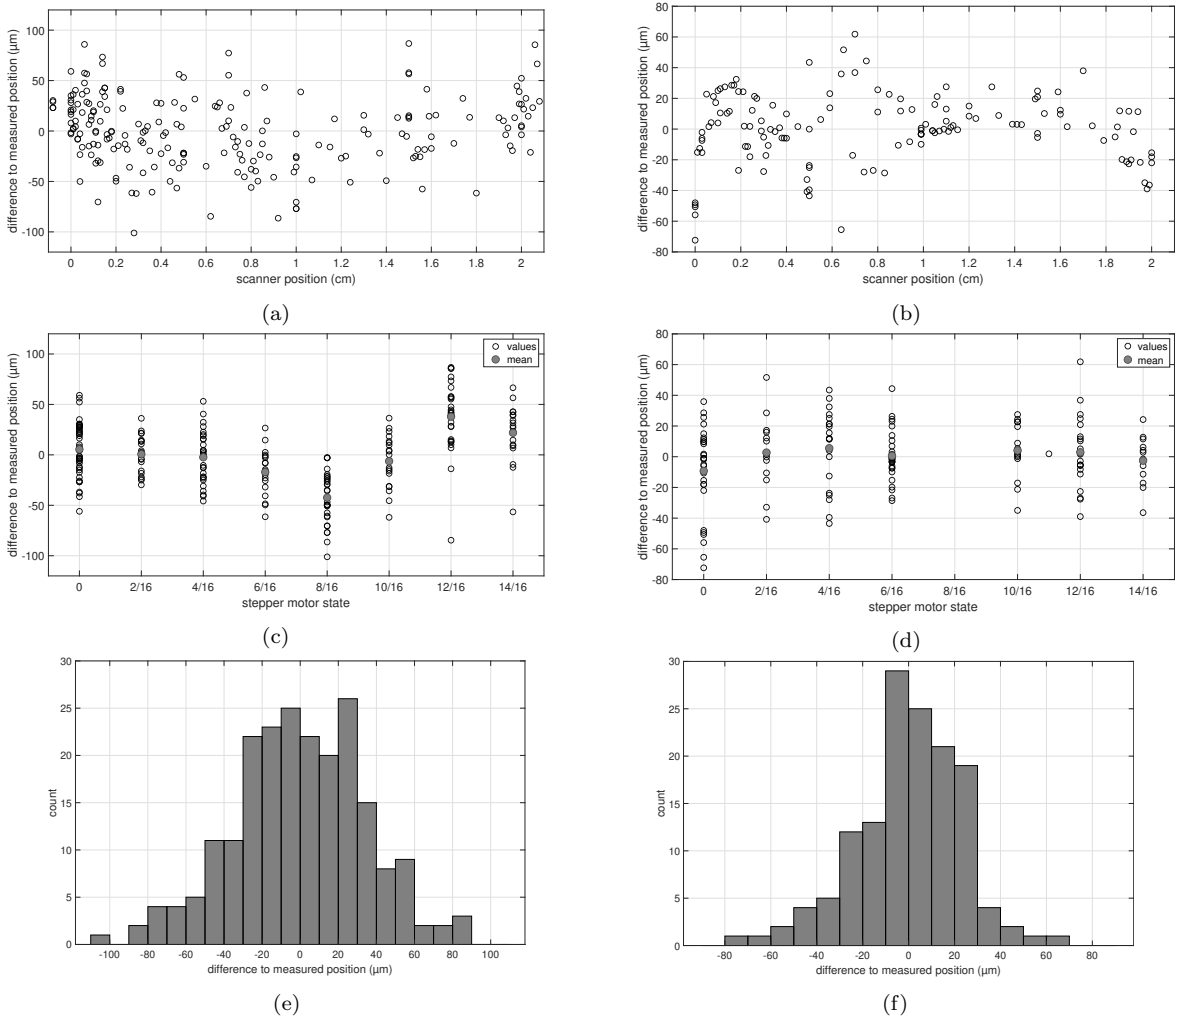 100
50
0
-50
-100
difference to measured position (µm)
0 0.2 0.4 0.6 0.8 1 1.2 1.4 1.6 1.8 2
scanner position (cm)
(a)
80
60
40
20
0
-20
-40
-60
-80
difference to measured position (µm)
0 0.2 0.4 0.6 0.8 1 1.2 1.4 1.6 1.8 2
scanner position (cm)
(b)
100
50
0
-50
-100
difference to measured position (µm)
values
mean
0 2/16 4/16 6/16 8/16 10/16 12/16 14/16
stepper motor state
(c)
80
60
40
20
0
-20
-40
-60
-80
difference to measured position (µm)
values
mean
0 2/16 4/16 6/16 10/16 12/16 14/16
stepper motor state
(d)
30
25
20
15
10
5
0
count
-100 -80 -60 -40 -20 0 20 40 60 80 100
difference to measured position (µm)
(e)
30
25
20
15
10
5
0
count
-80 -60 -40 -20 0 20 40 60 80
difference to measured position (µm)
(f)